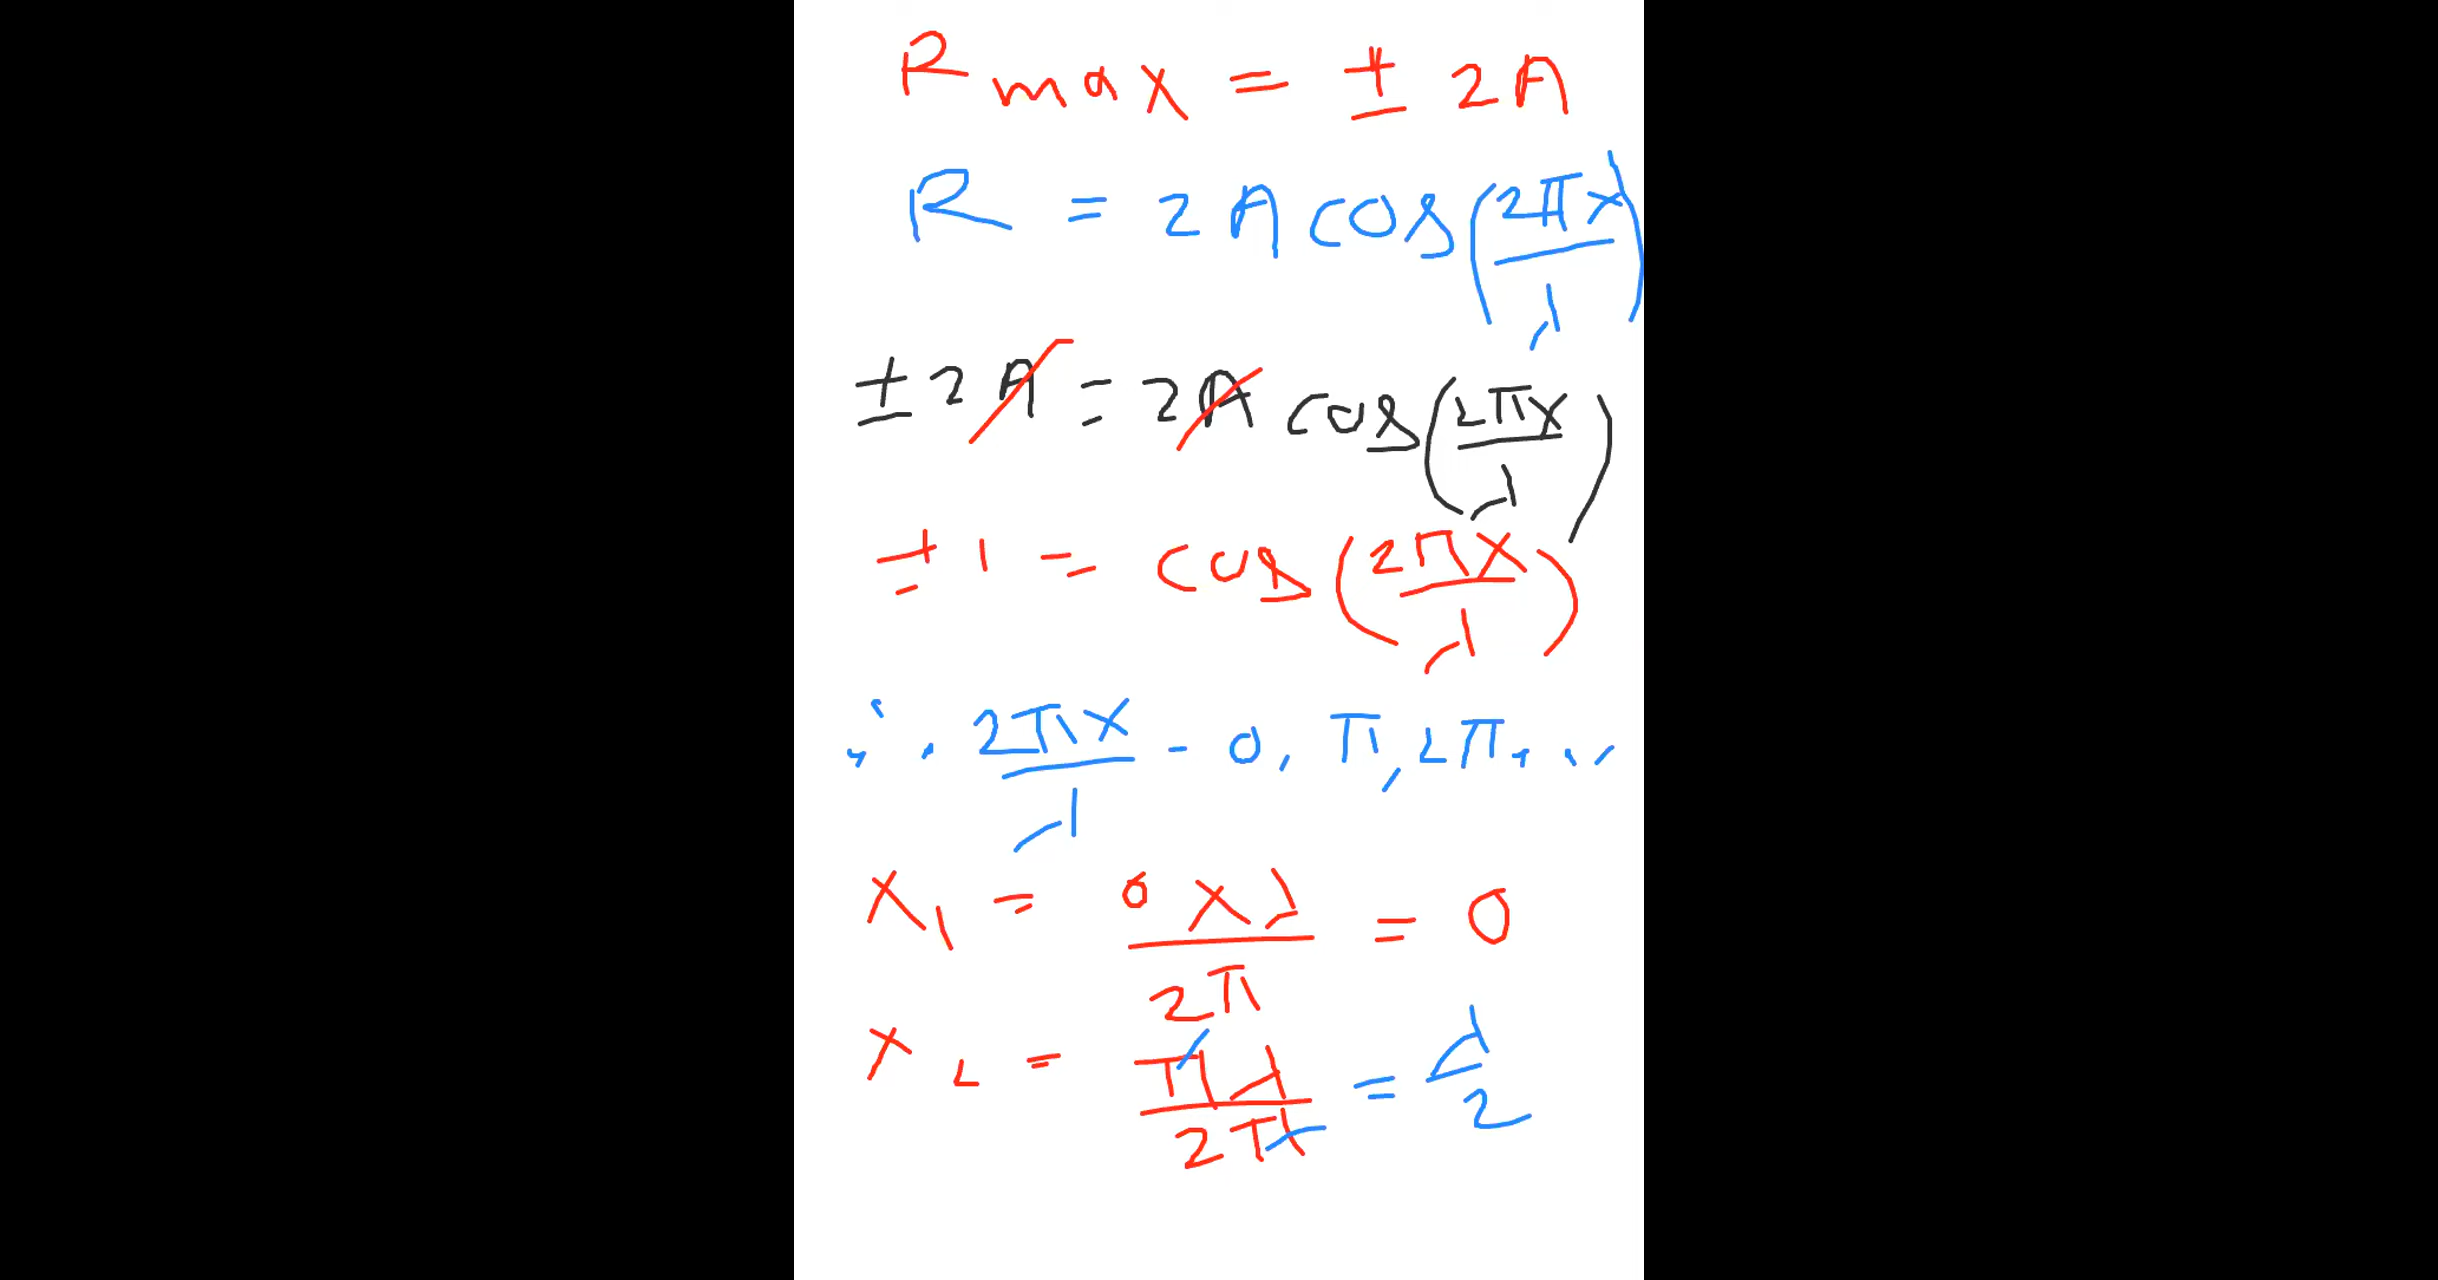 Rmax = ± 2A
R = 2A cos(2πx/λ)
± 2A = 2A cos(2πx/λ)
± 1 = cos(2πx/λ)
∴ 2πx/λ - 0, π, 2π, ...
x₁ = 0×λ/2π = 0
x₂ = πλ/2π = λ/2